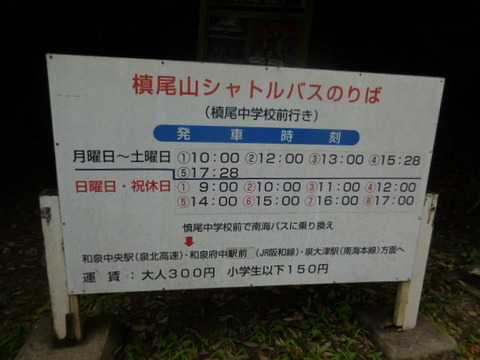 槙尾山シャトルバスのりば
(槙尾中学校前行き)
発車時刻
月曜日～土曜日 ①10:00 ②12:00 ③13:00 ④15:28
⑤17:28
日曜日・祝休日 ① 9:00 ②10:00 ③11:00 ④12:00
⑤14:00 ⑥15:00 ⑦16:00 ⑧17:00
慎尾中学校前で南海バスに乗り換え
和泉中央駅(泉北高速)・和泉府中駅前(JR阪和線)・泉大津駅(南海本線)方面へ
運賃：大人300円 小学生以下150円